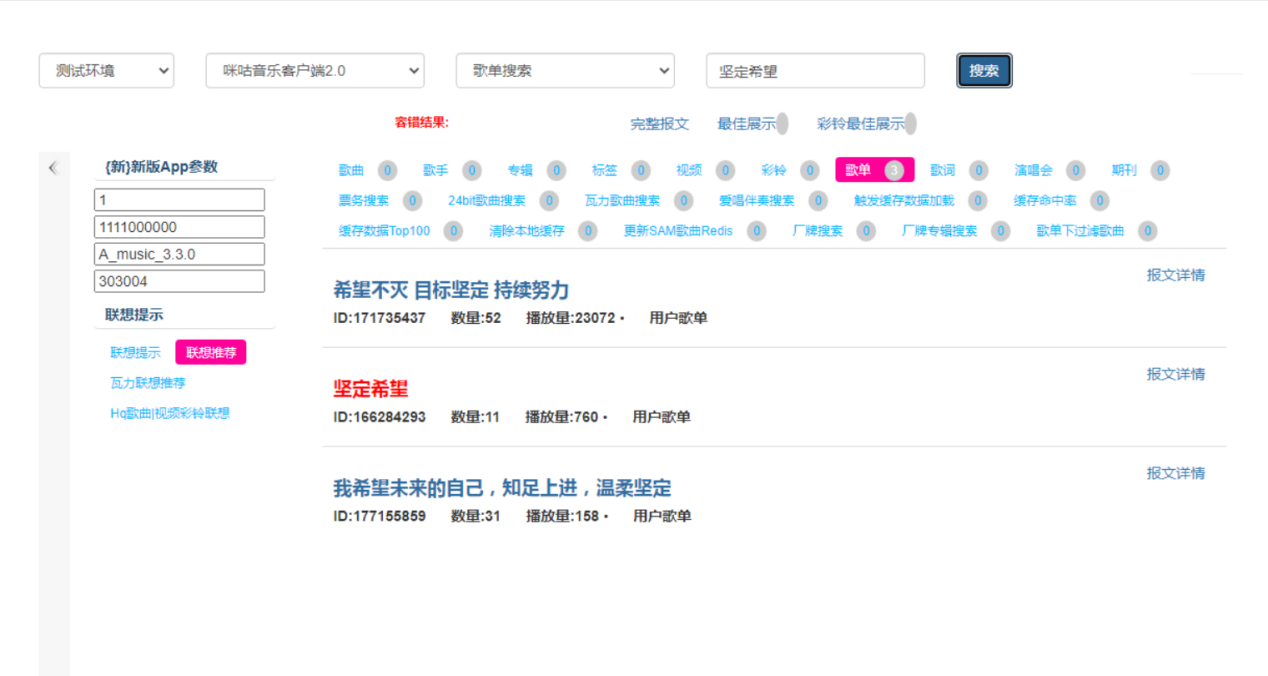 测试环境 咪咕音乐客户端2.0 歌单搜索 坚定希望 搜索
容错结果: 完整报文 最佳展示 彩铃最佳展示
{新}新版App参数
1
1111000000
A_music_3.3.0
303004
联想提示
联想提示 联想推荐
瓦力联想推荐
Hq歌曲|视频彩铃联想
歌曲 0 歌手 0 专辑 0 标签 0 视频 0 彩铃 0 歌单 3 歌词 0 演唱会 0 期刊 0
票务搜索 0 24bit歌曲搜索 0 瓦力歌曲搜索 0 爱唱伴奏搜索 0 触发缓存数据加载 0 缓存命中率 0
缓存数据Top100 0 清除本地缓存 0 更新SAM歌曲Redis 0 厂牌搜索 0 厂牌专辑搜索 0 歌单下过滤歌曲 0
报文详情
希望不灭 目标坚定 持续努力
ID:171735437 数量:52 播放量:23072 · 用户歌单
报文详情
坚定希望
ID:166284293 数量:11 播放量:760 · 用户歌单
报文详情
我希望未来的自己，知足上进，温柔坚定
ID:177155859 数量:31 播放量:158 · 用户歌单